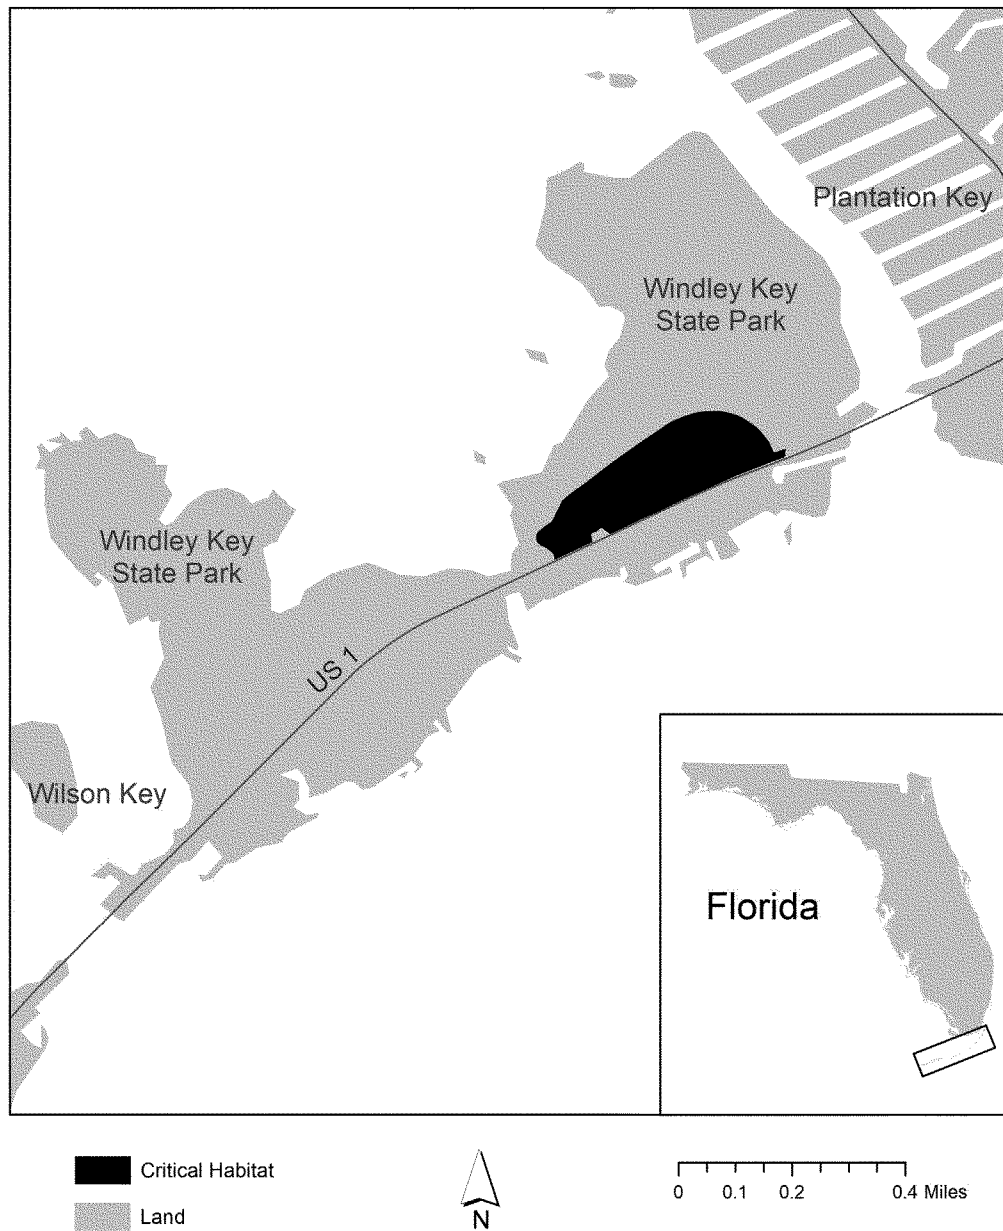 Plantation Key
Windley Key
State Park
Windley Key
State Park
US 1
Wilson Key
Florida
Critical Habitat
Land
N
0 0.1 0.2 0.4 Miles